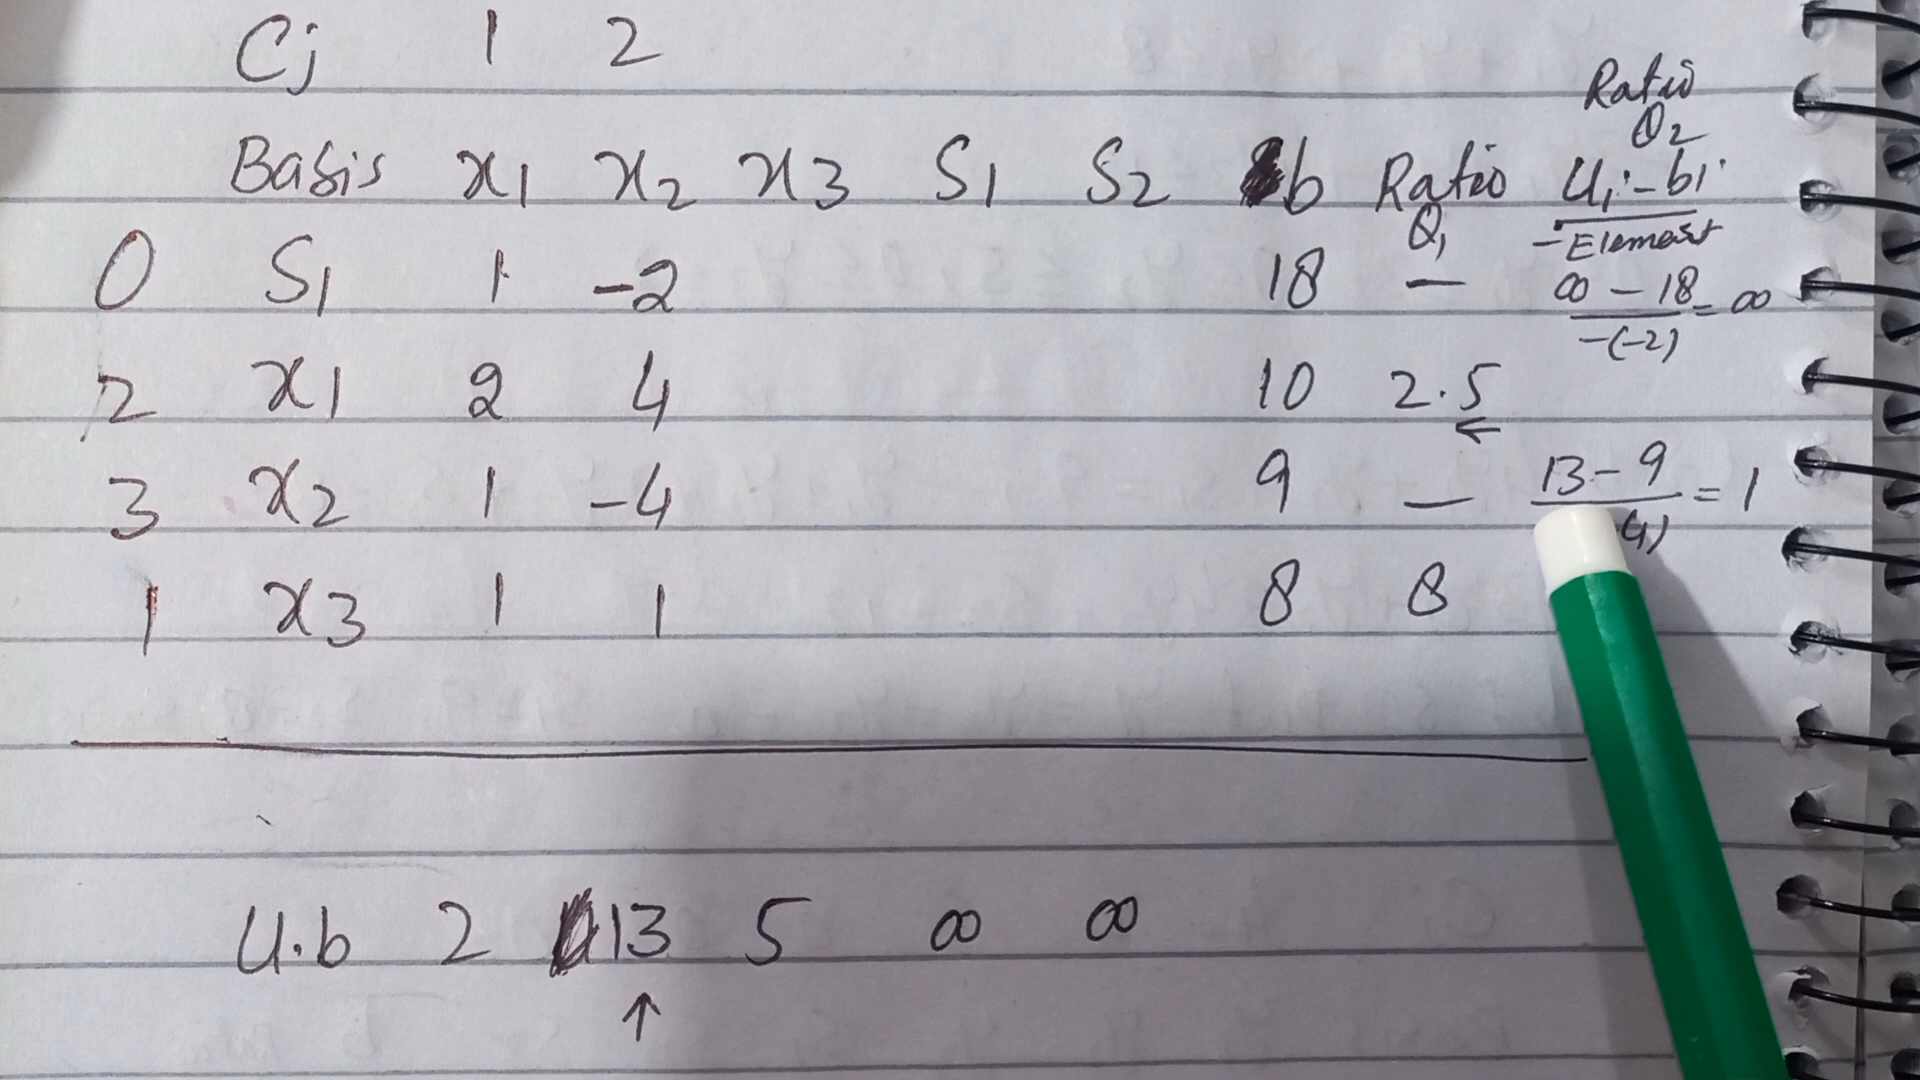 Cj 1 2
Ratio
θ2
Basis x1 x2 x3 S1 S2 b Ratio Ui-bi
θ1 -Element
0 S1 1 -2 18 — ∞ - 18 = ∞
-(-2)
2 x1 2 4 10 2.5
←
3 x2 1 -4 9 — 13-9 = 1
4)
1 x3 1 1 8 8
U.b 2 13 5 ∞ ∞
↑